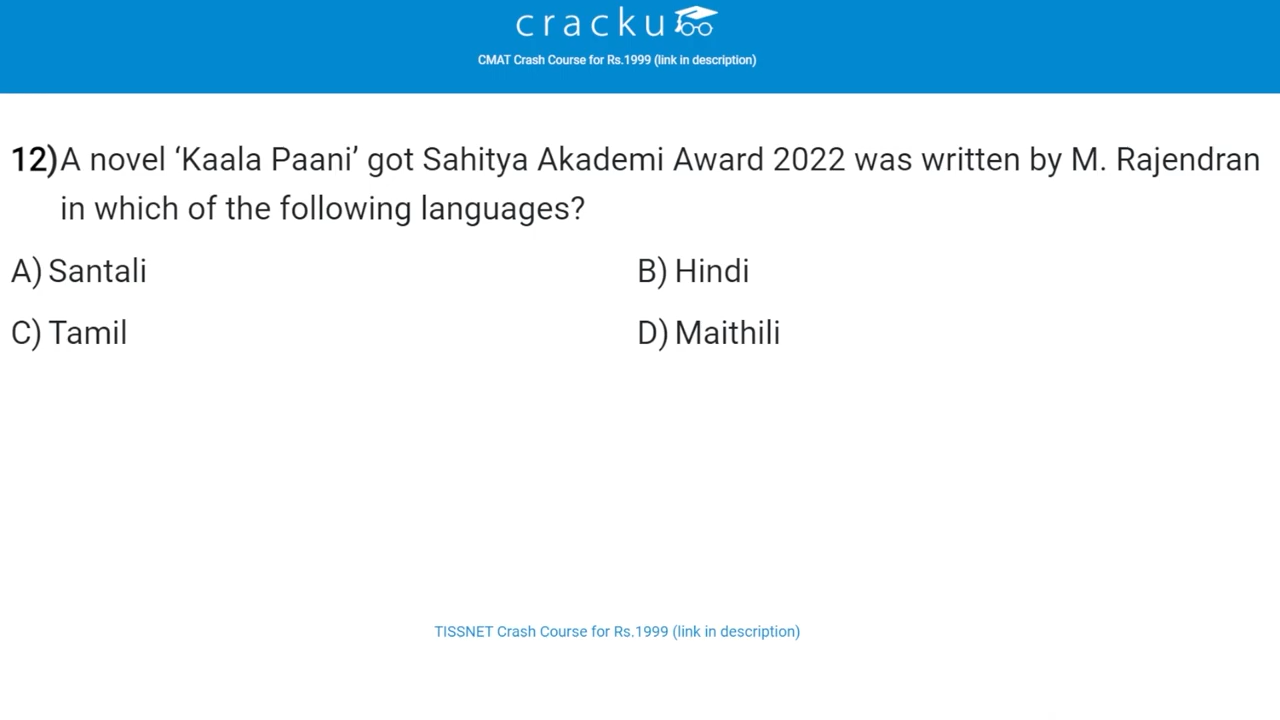 cracku
CMAT Crash Course for Rs.1999 (link in description)
12)A novel ‘Kaala Paani’ got Sahitya Akademi Award 2022 was written by M. Rajendran
in which of the following languages?
A) Santali B) Hindi
C) Tamil D) Maithili
TISSNET Crash Course for Rs.1999 (link in description)